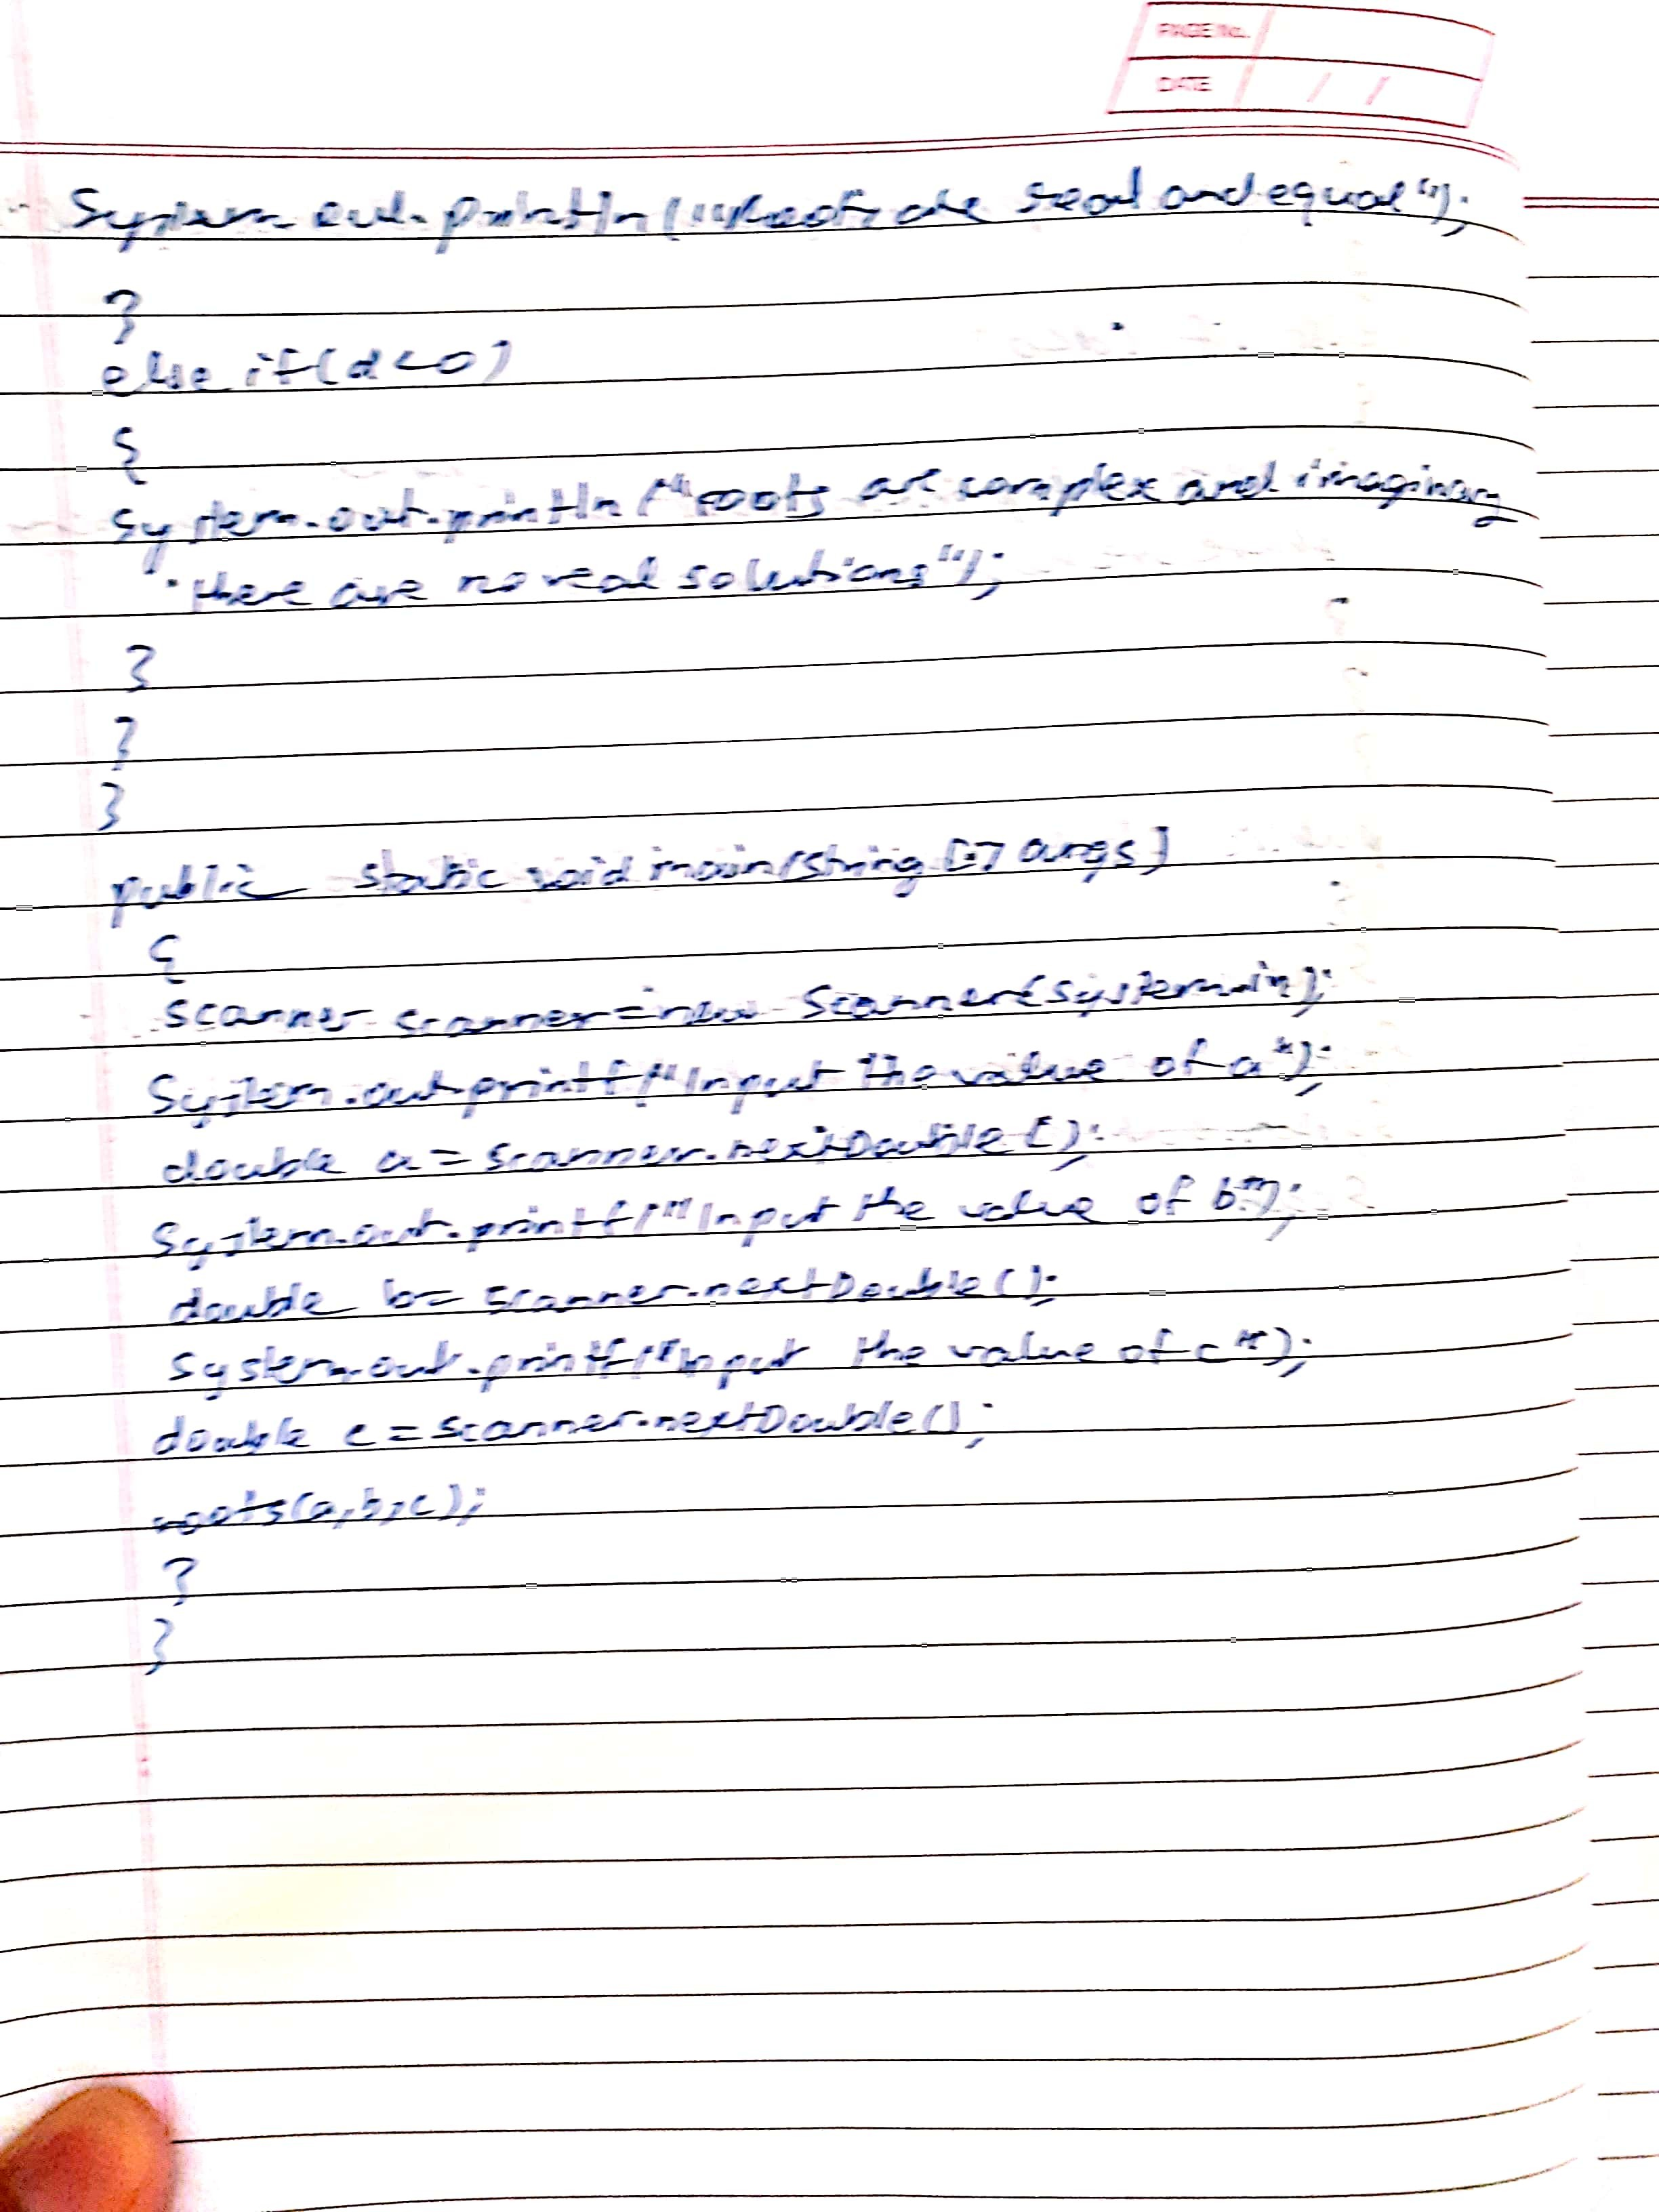 PAGE No.
DATE / /
System.out.println("Roots are real and equal");
}
else if(d<0)
{
System.out.println("roots are complex and imaginary
there are no real solutions");
}
}
}
public static void main(String[] args)
{
Scanner scanner=new Scanner(System.in);
System.out.printf("Input the value of a");
double a=scanner.nextDouble();
System.out.printf("Input the value of b");
double b= scanner.nextDouble();
System.out.printf("Input the value of c");
double c=scanner.nextDouble();
roots(a,b,c);
}
}